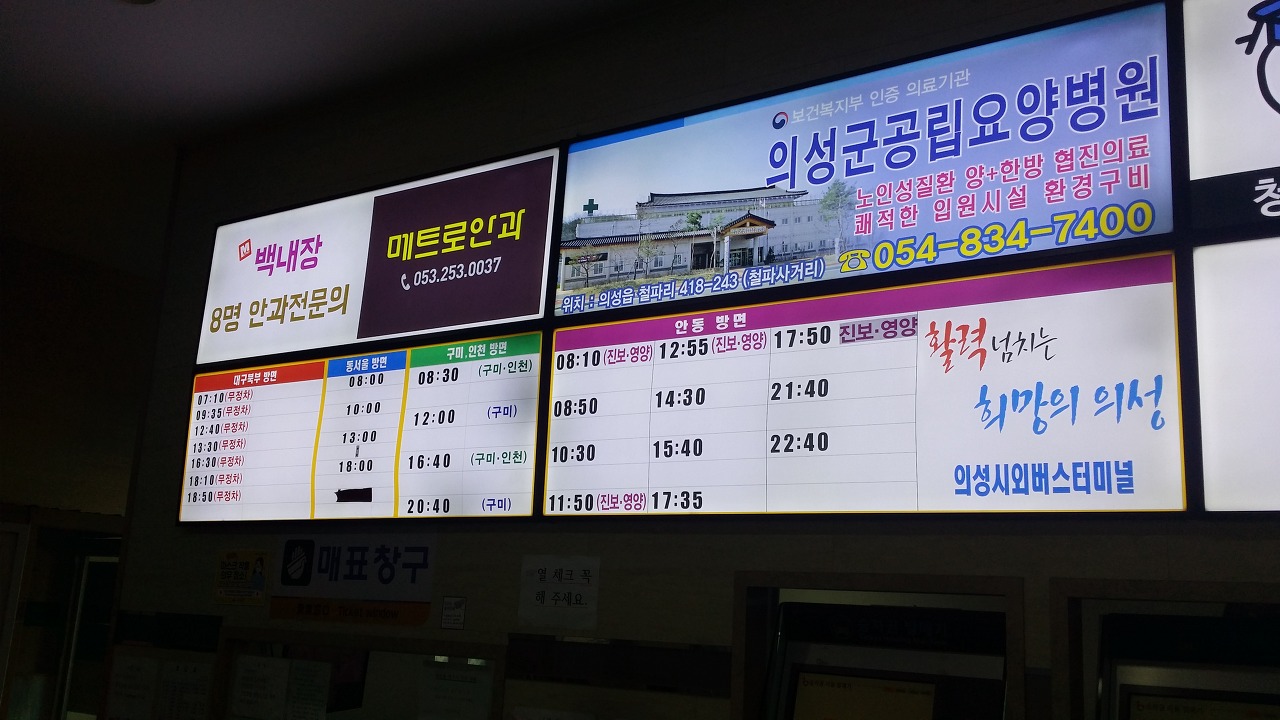 백내장
8명 안과전문의
메트로안과
053.253.0037
보건복지부 인증 의료기관
의성군공립요양병원
노인성질환 양+한방 협진의료
쾌적한 입원시설 환경구비
☎054-834-7400
위치 : 의성읍 철파리 418-243 (철파사거리)
청
대구북부 방면
07:10(무정차)
09:35(무정차)
12:40(무정차)
13:30(무정차)
16:30(무정차)
18:10(무정차)
18:50(무정차)
동서울 방면
08:00
10:00
13:00
18:00
구미,인천 방면
08:30 (구미·인천)
12:00 (구미)
16:40 (구미·인천)
20:40 (구미)
안동 방면
08:10(진보·영양) 12:55(진보·영양) 17:50 진보·영양
08:50 14:30 21:40
10:30 15:40 22:40
11:50(진보·영양) 17:35
활력 넘치는
희망의 의성
의성시외버스터미널
매표창구
열 체크 꼭
해 주세요.